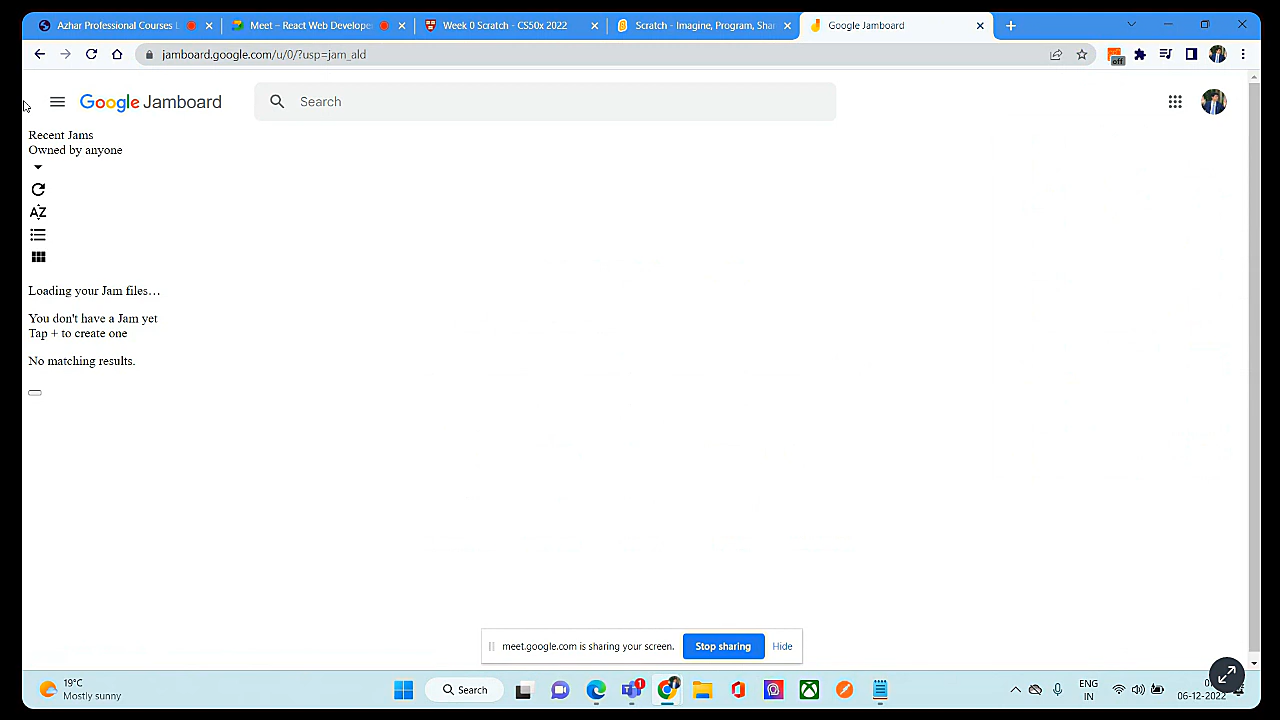 Azhar Professional Courses L
Meet – React Web Develope
Week 0 Scratch - CS50x 2022
Scratch - Imagine, Program, Shar
Google Jamboard
jamboard.google.com/u/0/?usp=jam_ald
off
Google Jamboard
Search
Recent Jams
Owned by anyone
AZ
Loading your Jam files...
You don't have a Jam yet
Tap + to create one
No matching results.
meet.google.com is sharing your screen.
Stop sharing
Hide
19°C
Mostly sunny
Search
1
ENG
IN
06-12-2022